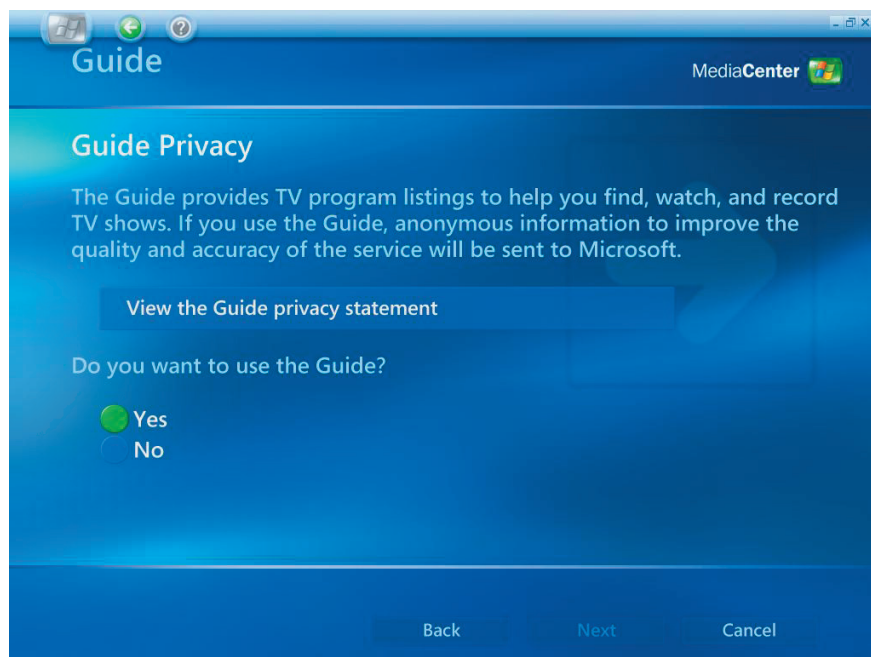 Guide
MediaCenter
Guide Privacy
The Guide provides TV program listings to help you find, watch, and record
TV shows. If you use the Guide, anonymous information to improve the
quality and accuracy of the service will be sent to Microsoft.
View the Guide privacy statement
Do you want to use the Guide?
Yes
No
Back Next Cancel